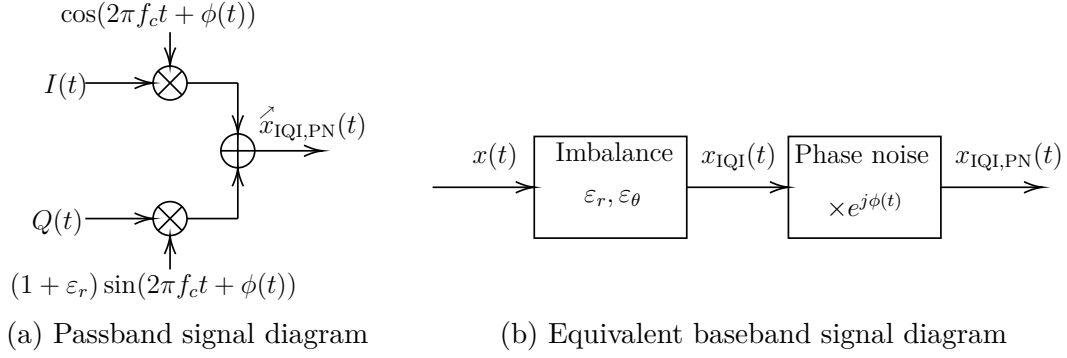 cos(2πf_c t + ϕ(t))
I(t)
x⃗_IQI,PN(t)
Q(t)
(1 + ε_r) sin(2πf_c t + ϕ(t))
(a) Passband signal diagram
x(t)
Imbalance
ε_r, ε_θ
x_IQI(t)
Phase noise
×e^{jϕ(t)}
x_IQI,PN(t)
(b) Equivalent baseband signal diagram